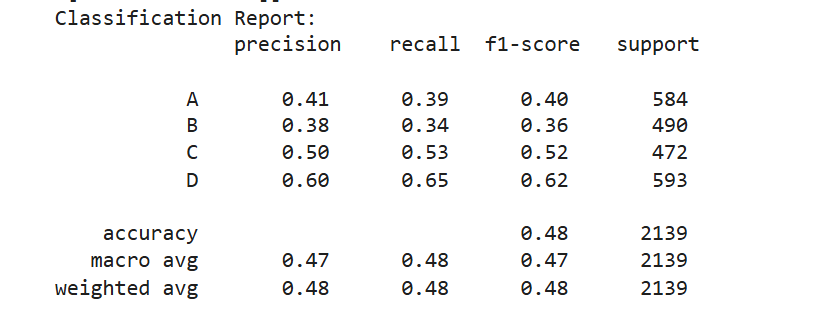 Classification Report:
precision recall f1-score support
A 0.41 0.39 0.40 584
B 0.38 0.34 0.36 490
C 0.50 0.53 0.52 472
D 0.60 0.65 0.62 593
accuracy 0.48 2139
macro avg 0.47 0.48 0.47 2139
weighted avg 0.48 0.48 0.48 2139